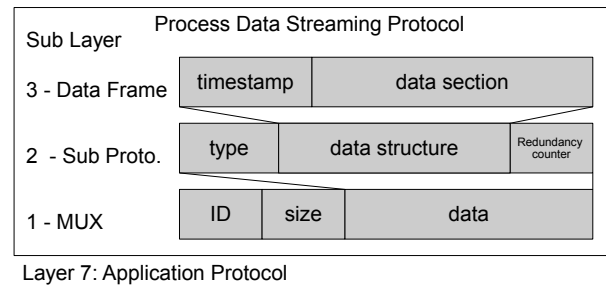 Process Data Streaming Protocol
Sub Layer
3 - Data Frame
timestamp
data section
2 - Sub Proto.
type
data structure
Redundancy
counter
1 - MUX
ID
size
data
Layer 7: Application Protocol